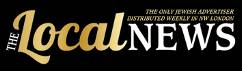 THE ONLY JEWISH ADVERTISER
DISTRIBUTED WEEKLY IN NW LONDON
THE Local NEWS